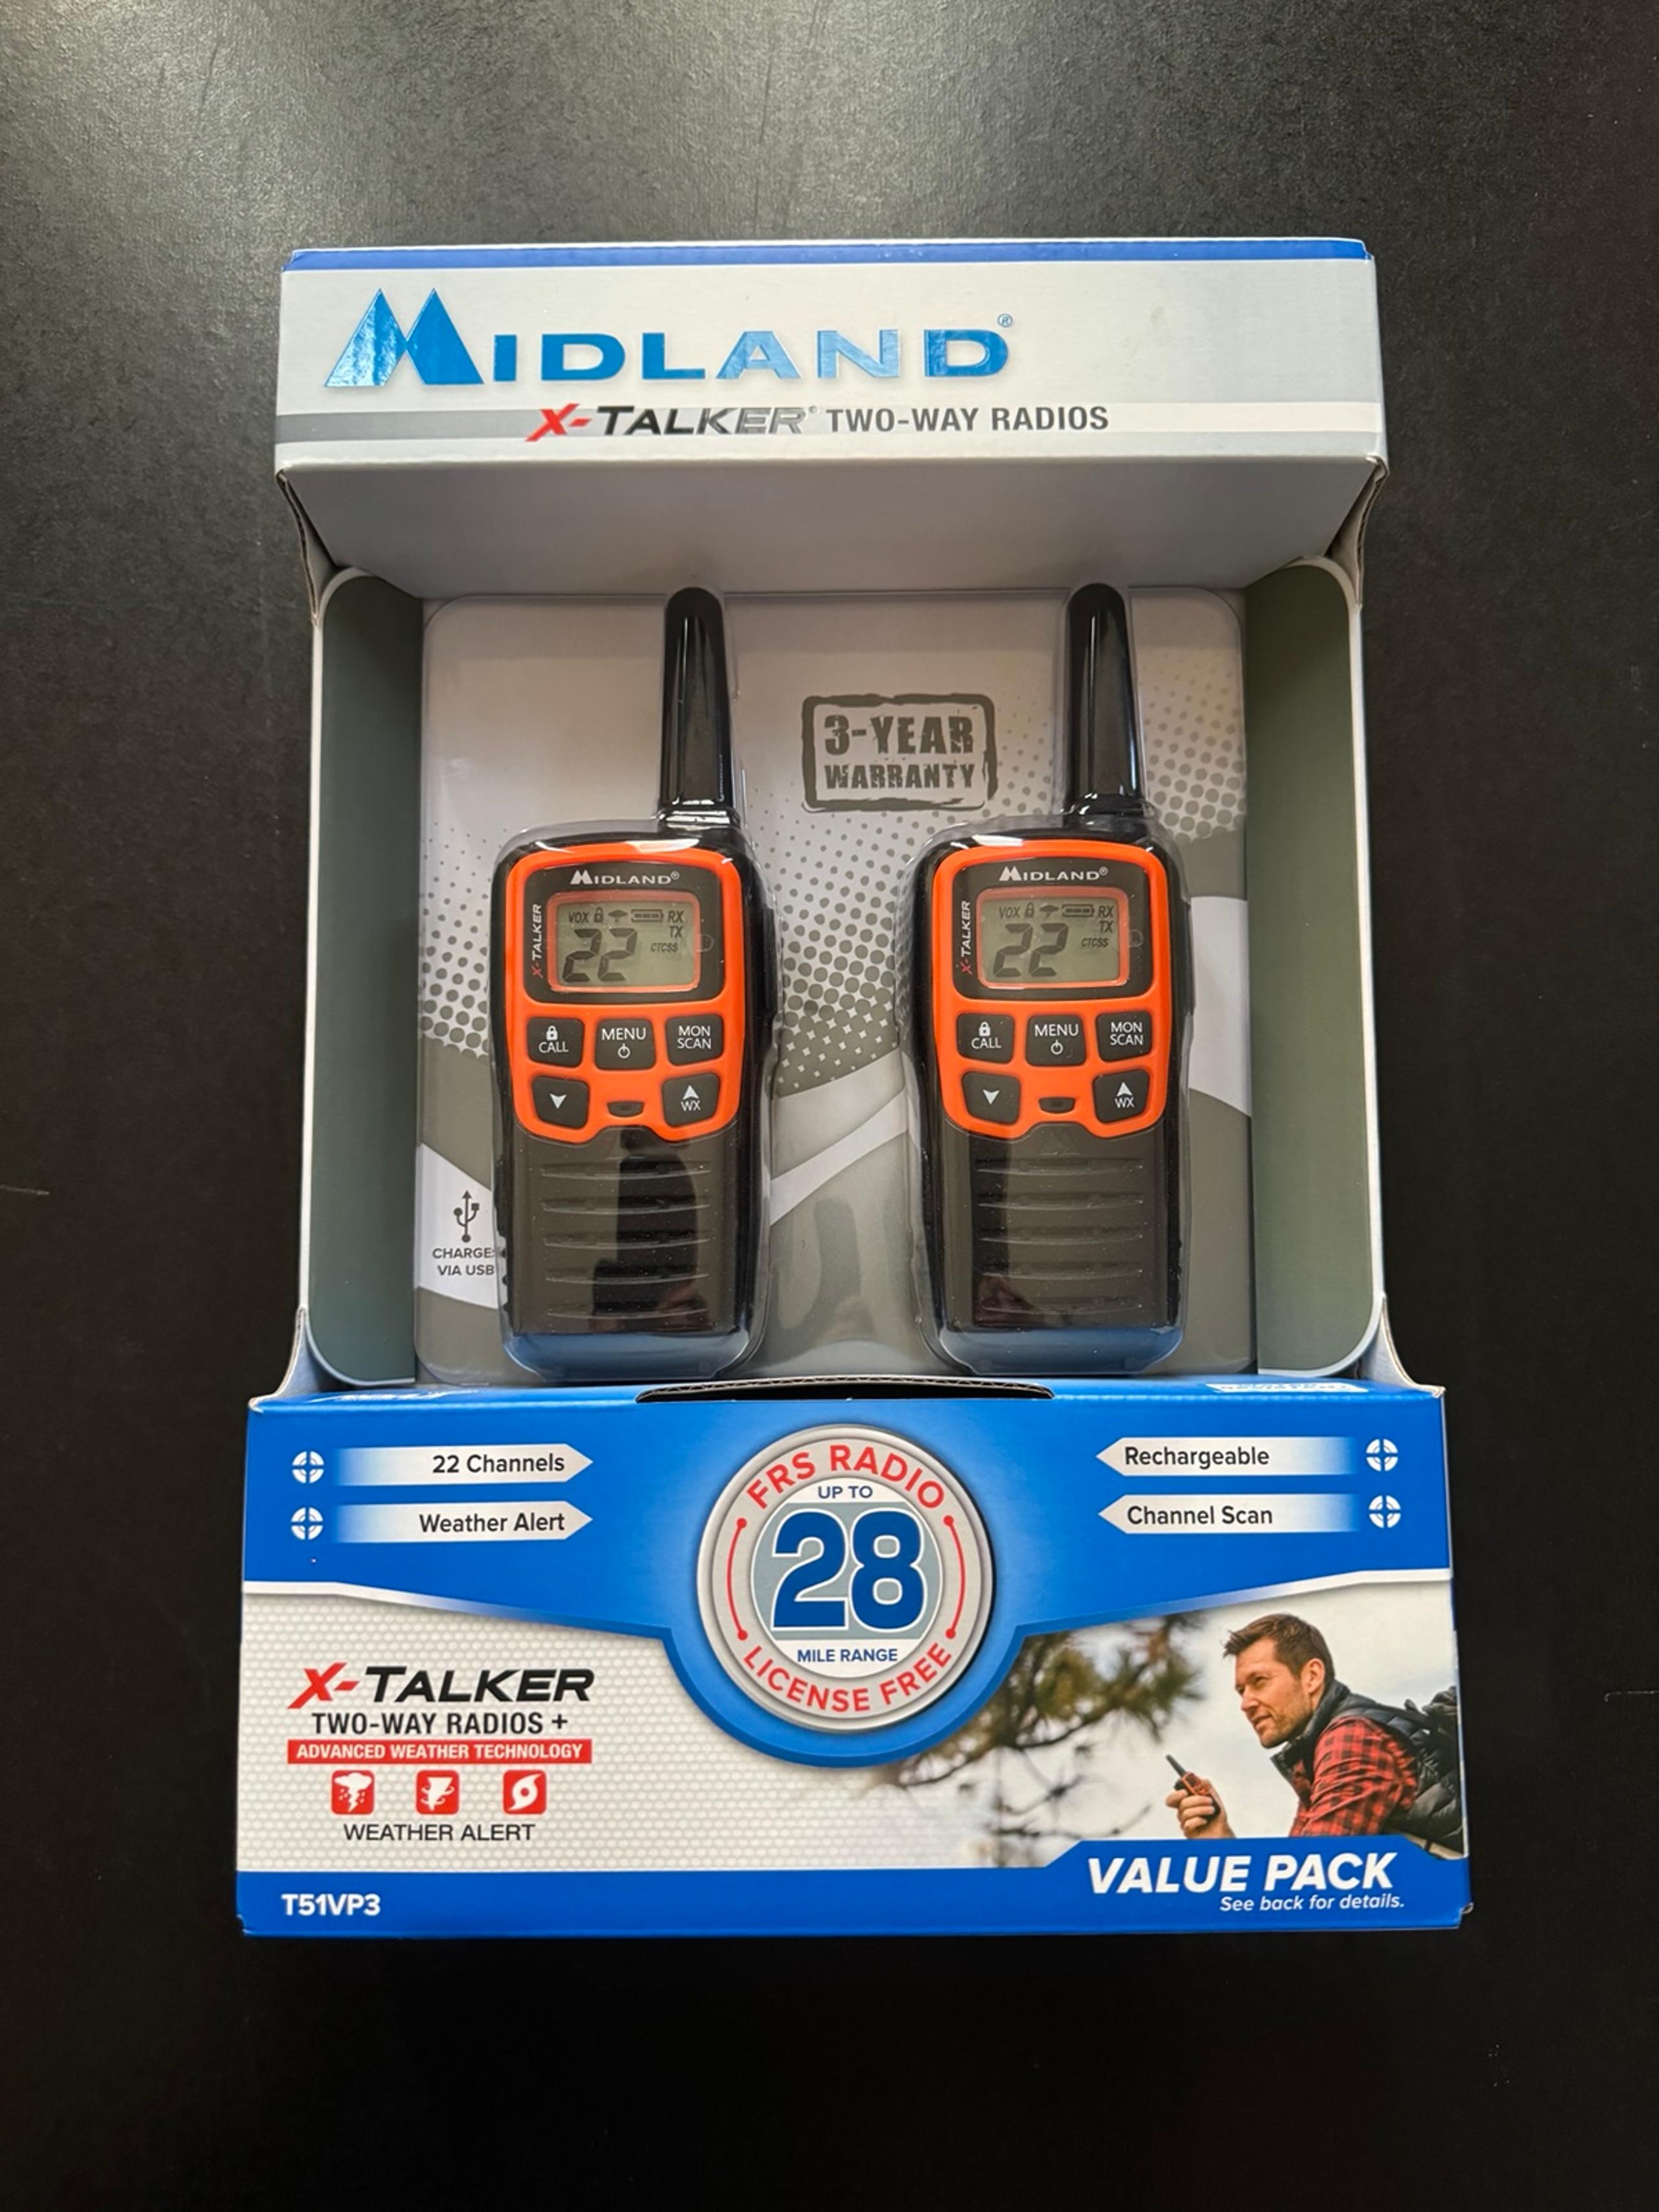 MIDLAND®
X-TALKER® TWO-WAY RADIOS
3-YEAR
WARRANTY
MIDLAND®
X-TALKER
VOX RX
TX
22 CTCSS
CALL
MENU
MON
SCAN
WX
MIDLAND®
X-TALKER
VOX RX
TX
22 CTCSS
CALL
MENU
MON
SCAN
WX
CHARGES
VIA USB
22 Channels
Weather Alert
FRS RADIO
UP TO
28
MILE RANGE
LICENSE FREE
Rechargeable
Channel Scan
X-TALKER
TWO-WAY RADIOS +
ADVANCED WEATHER TECHNOLOGY
WEATHER ALERT
T51VP3
VALUE PACK
See back for details.